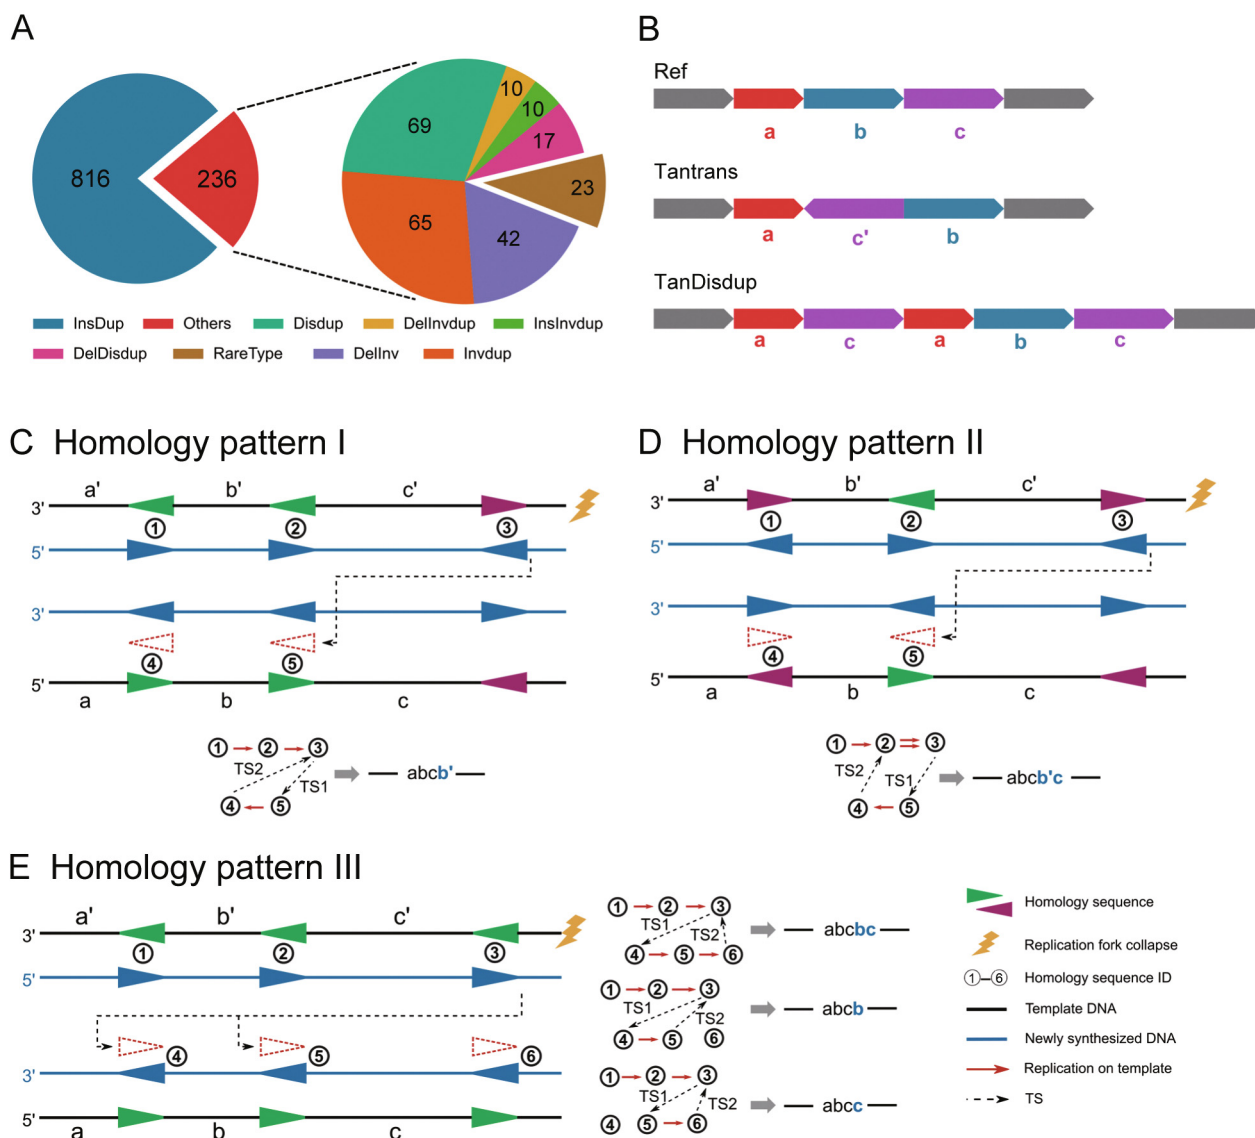 A
816
236
69
10
10
17
23
42
65
InsDup Others Disdup DelInvdup InsInvdup
DelDisdup RareType DelInv Invdup
B
Ref
a b c
Tantrans
a c' b
TanDisdup
a c a b c
C Homology pattern I
a' b' c'
3'
1 2 3
5'
3'
4 5
5'
a b c
1 2 3
TS2 TS1
abcb'
4 5
D Homology pattern II
a' b' c'
3'
1 2 3
5'
3'
4 5
5'
a b c
1 2 3
TS2 TS1
abcb'c
4 5
E Homology pattern III
a' b' c'
3'
1 2 3
5'
4 5 6
3'
5'
a b c
1 2 3
TS1 TS2
abcbc
4 5 6
1 2 3
TS1 TS2
abcb
4 5 6
1 2 3
TS1 TS2
abcc
4 5 6
Homology sequence
Replication fork collapse
1–6 Homology sequence ID
Template DNA
Newly synthesized DNA
Replication on template
TS